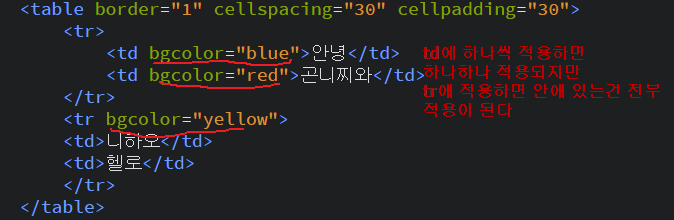 <table border="1" cellspacing="30" cellpadding="30">
<tr>
<td bgcolor="blue">안녕</td> td에 하나씩 적용하면
<td bgcolor="red">곤니찌와</td> 하나하나 적용되지만
</tr> tr에 적용하면 안에 있는건 전부
<tr bgcolor="yellow"> 적용이 된다
<td>니하오</td>
<td>헬로</td>
</tr>
</table>